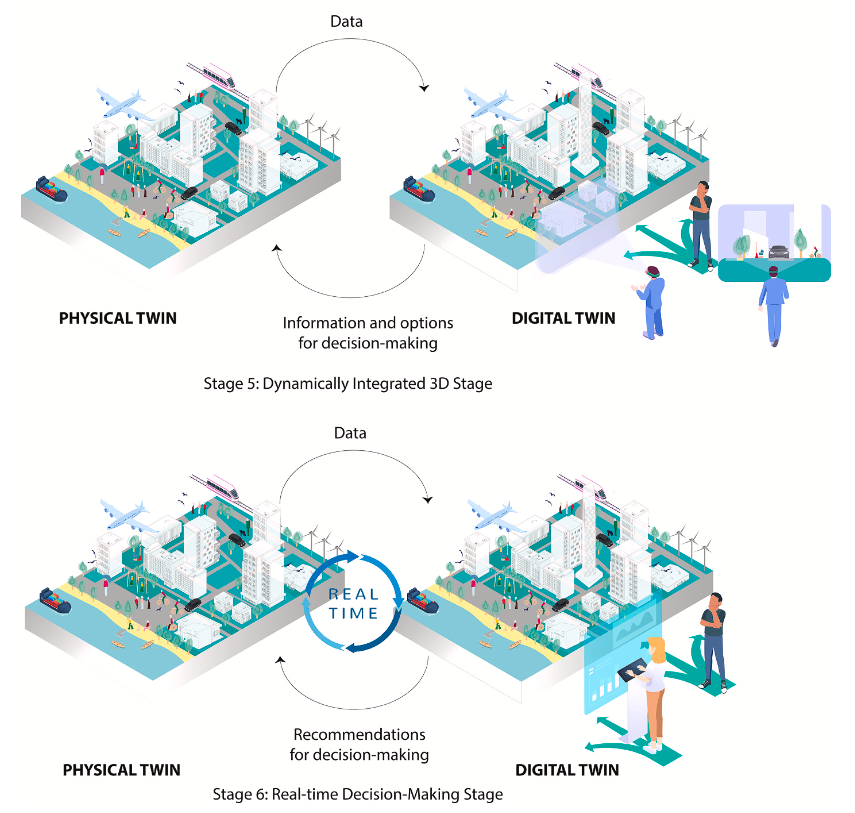 Data
PHYSICAL TWIN
Information and options
for decision-making
DIGITAL TWIN
Stage 5: Dynamically Integrated 3D Stage
Data
REAL
TIME
Recommendations
for decision-making
PHYSICAL TWIN
DIGITAL TWIN
Stage 6: Real-time Decision-Making Stage